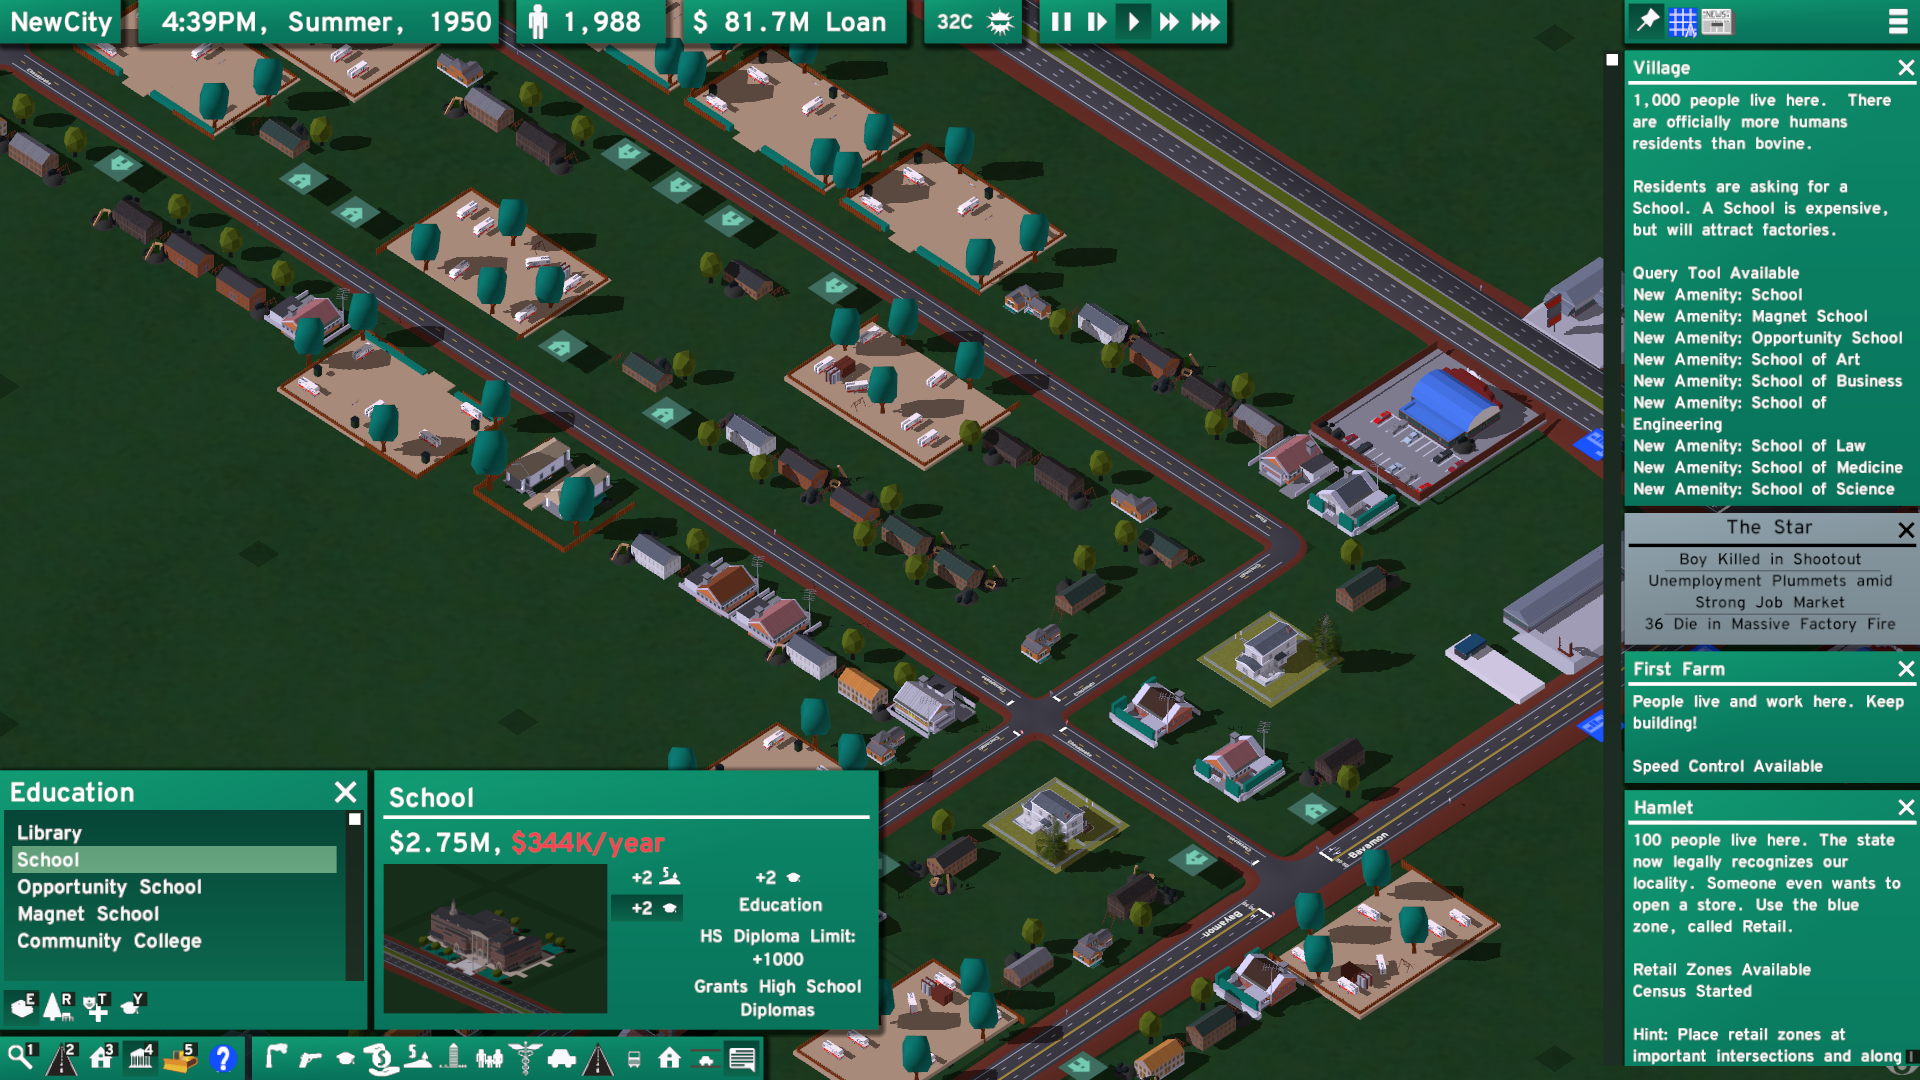 NewCity
4:39PM, Summer, 1950
1,988
$ 81.7M Loan
32C
NEWS
Village
1,000 people live here. There
are officially more humans
residents than bovine.
Residents are asking for a
School. A School is expensive,
but will attract factories.
Query Tool Available
New Amenity: School
New Amenity: Magnet School
New Amenity: Opportunity School
New Amenity: School of Art
New Amenity: School of Business
New Amenity: School of
Engineering
New Amenity: School of Law
New Amenity: School of Medicine
New Amenity: School of Science
The Star
Boy Killed in Shootout
Unemployment Plummets amid
Strong Job Market
36 Die in Massive Factory Fire
First Farm
People live and work here. Keep
building!
Speed Control Available
Hamlet
100 people live here. The state
now legally recognizes our
locality. Someone even wants to
open a store. Use the blue
zone, called Retail.
Retail Zones Available
Census Started
Hint: Place retail zones at
important intersections and along
Bayamon
Bayamon
Education
Library
School
Opportunity School
Magnet School
Community College
E
R
T
Y
School
$2.75M, $344K/year
+2
+2
+2
Education
HS Diploma Limit:
+1000
Grants High School
Diplomas
1
2
3
4
5
?